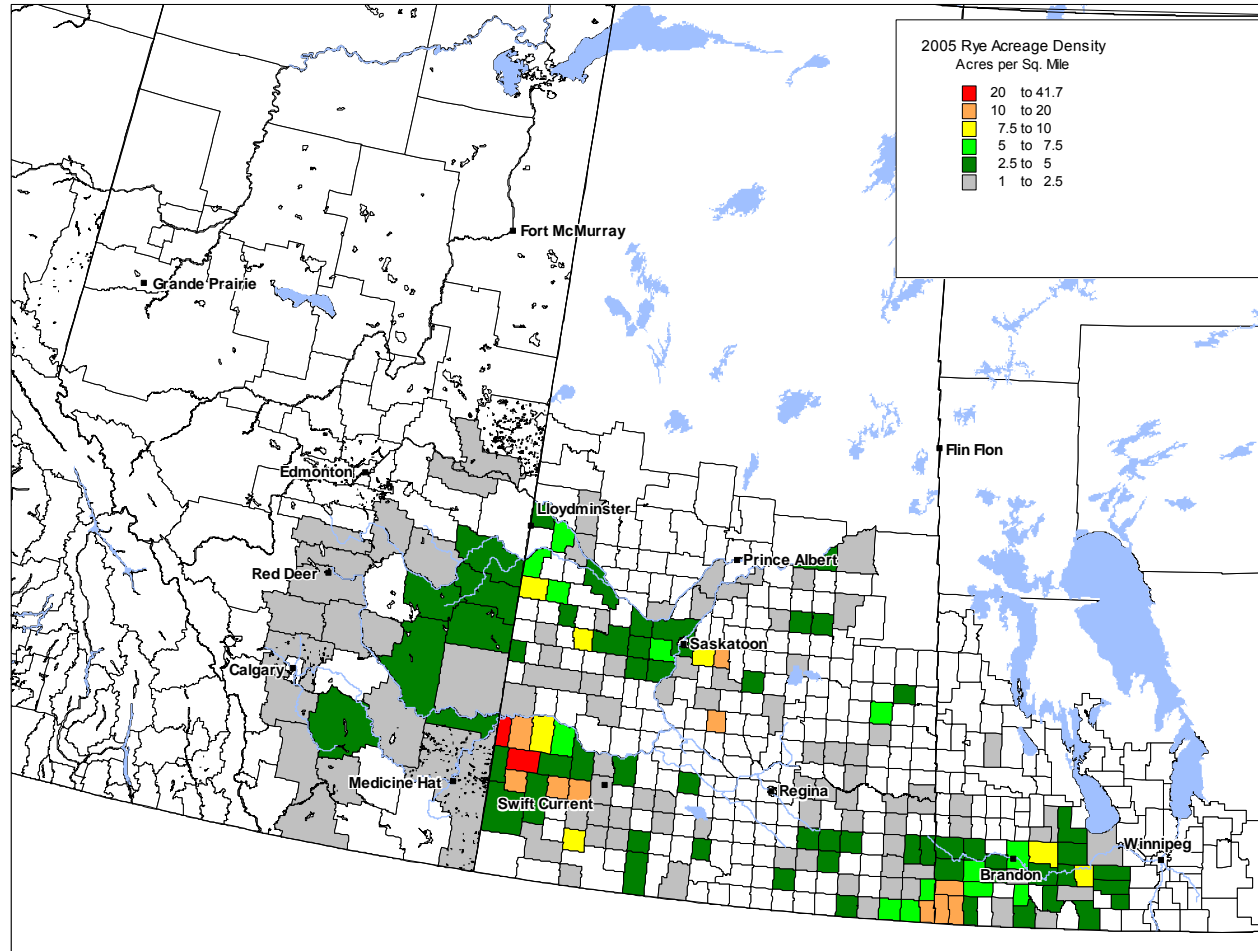 2005 Rye Acreage Density
Acres per Sq. Mile
20 to 41.7
10 to 20
7.5 to 10
5 to 7.5
2.5 to 5
1 to 2.5
Fort McMurray
Grande Prairie
Flin Flon
Edmonton
Lloydminster
Prince Albert
Red Deer
Saskatoon
Calgary
Medicine Hat
Regina
Swift Current
Winnipeg
Brandon